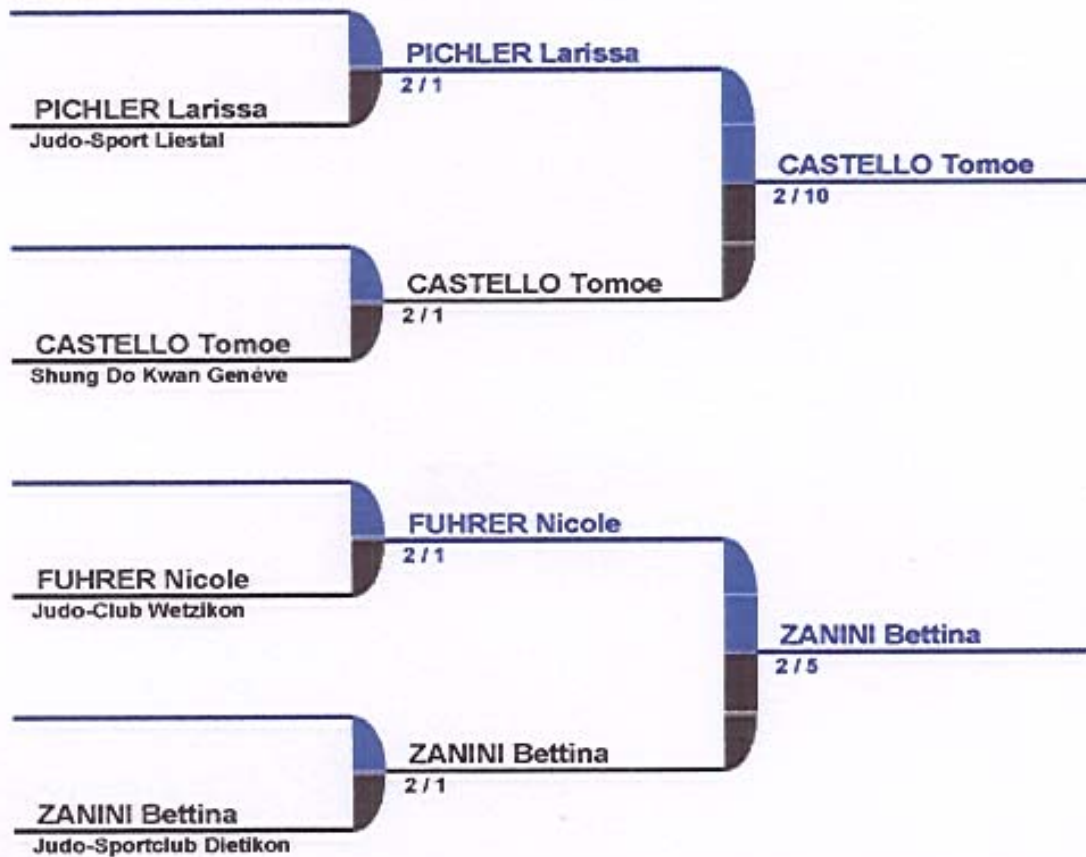 PICHLER Larissa
2 / 1
PICHLER Larissa
Judo-Sport Liestal
CASTELLO Tomoe
2 / 10
CASTELLO Tomoe
2 / 1
CASTELLO Tomoe
Shung Do Kwan Genéve
FUHRER Nicole
2 / 1
FUHRER Nicole
Judo-Club Wetzikon
ZANINI Bettina
2 / 5
ZANINI Bettina
2 / 1
ZANINI Bettina
Judo-Sportclub Dietikon